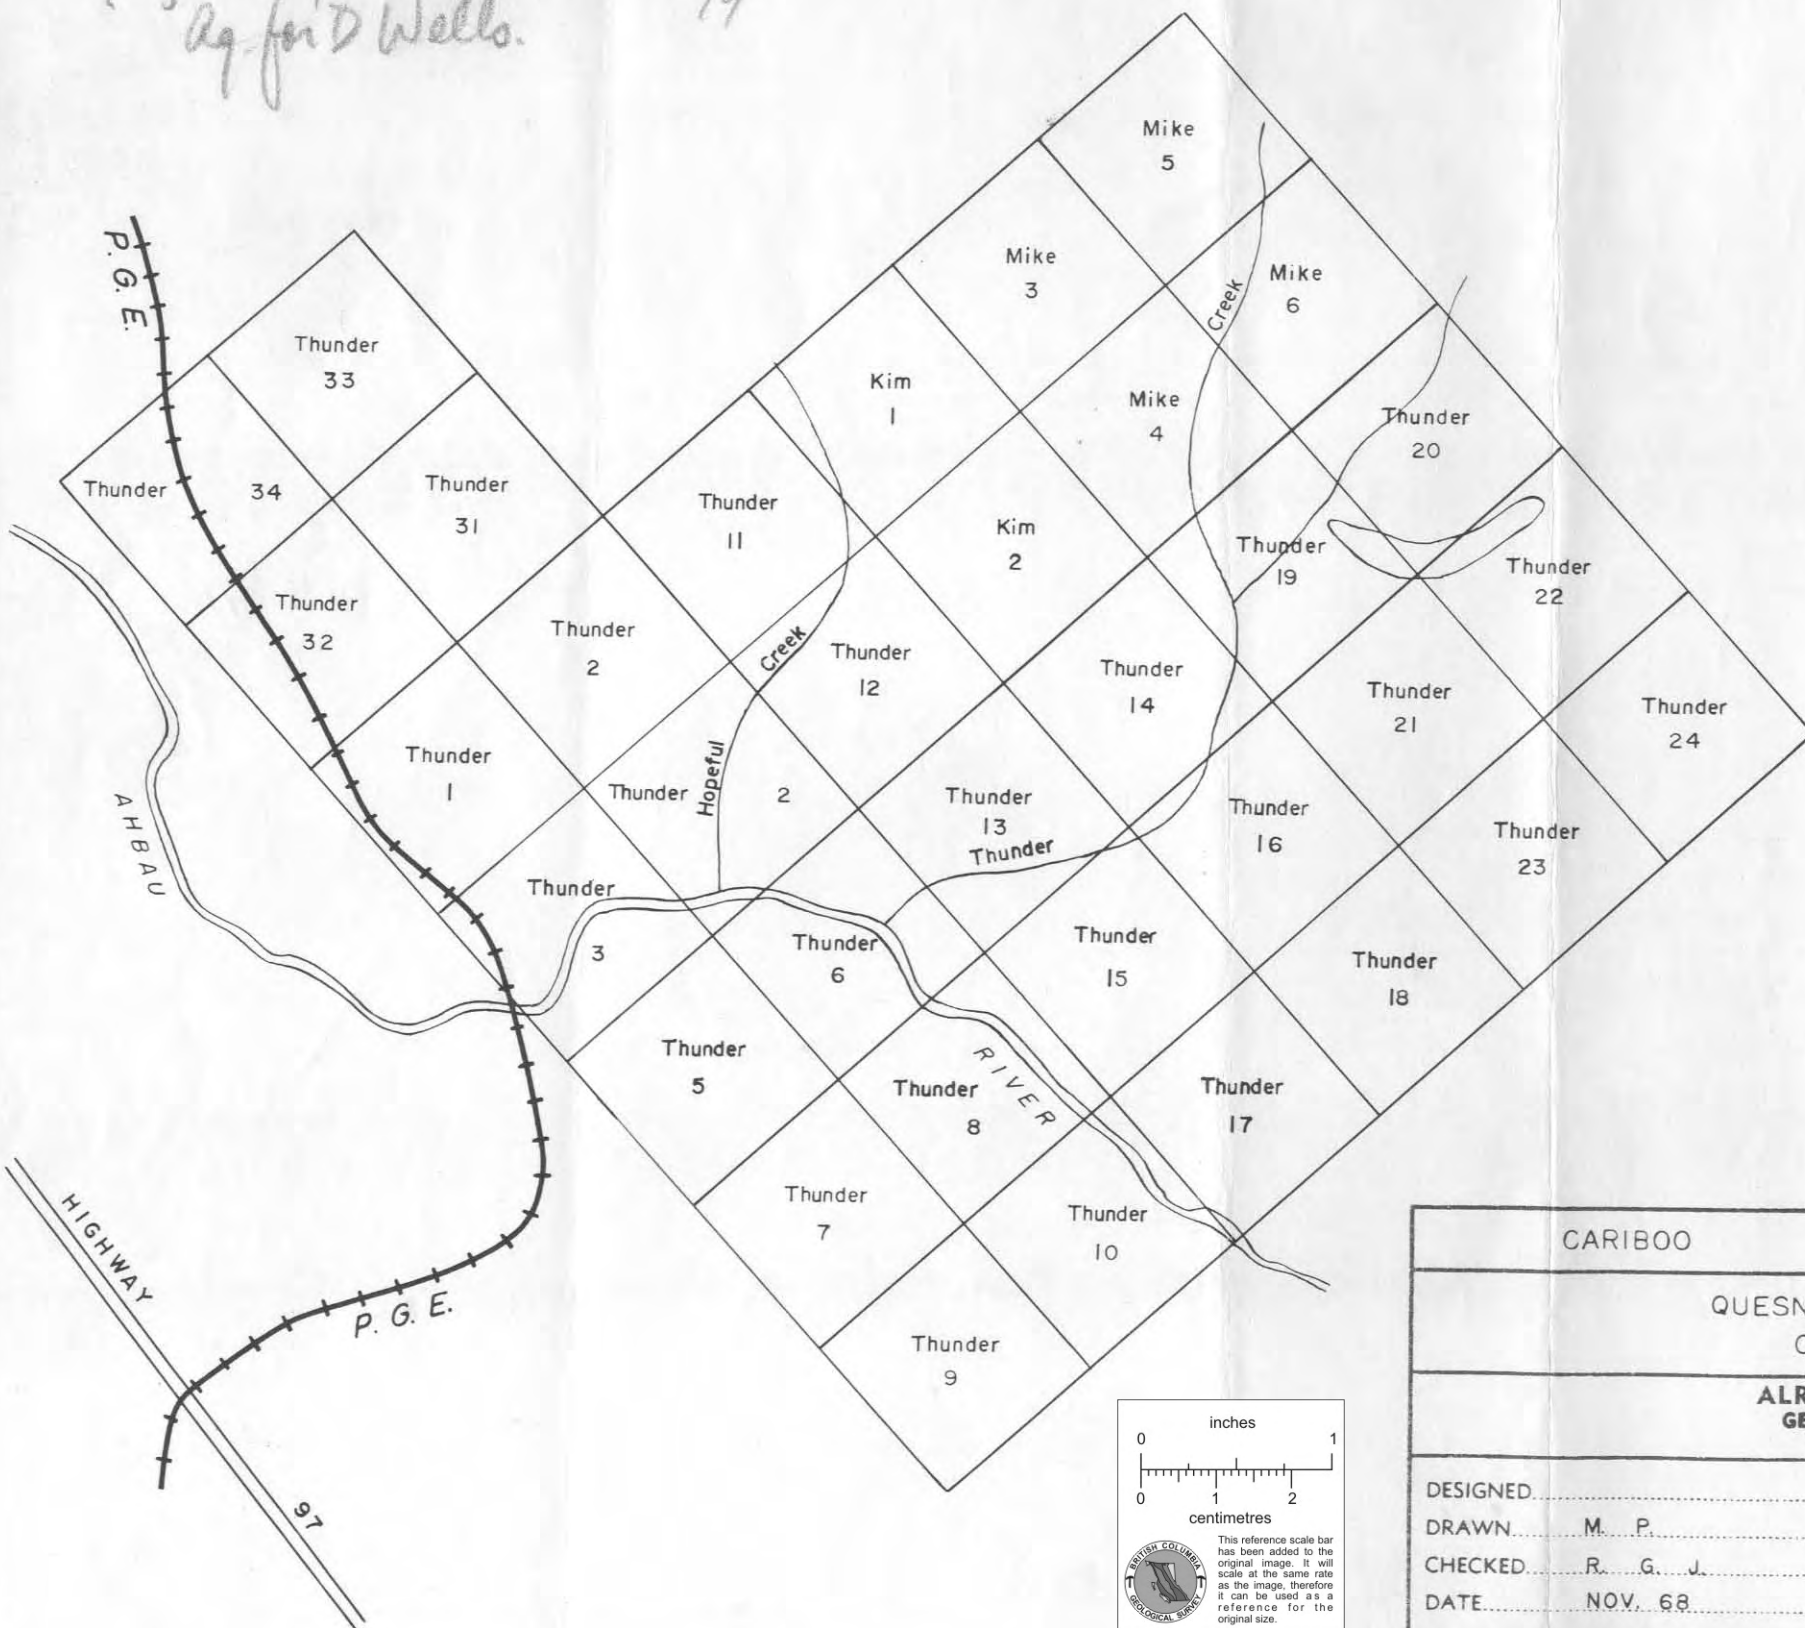 Ag for D Wells.
Mike
5
Mike
3
Mike
6
Creek
P. G. E.
Thunder
33
Kim
1
Mike
4
Thunder
20
Thunder
34
Thunder
31
Thunder
11
Kim
2
Thunder
19
Thunder
22
Thunder
32
Thunder
2
Creek
Thunder
12
Thunder
14
Thunder
21
Thunder
24
Thunder
1
Thunder
2
Hopeful
Thunder
13
Thunder
Thunder
16
Thunder
23
AHBAU
Thunder
3
Thunder
6
Thunder
15
Thunder
18
Thunder
5
Thunder
8
RIVER
Thunder
17
Thunder
7
Thunder
10
Thunder
9
HIGHWAY
97
P. G. E.
inches
0 1
0 1 2
centimetres
BRITISH COLUMBIA
GEOLOGICAL SURVEY
This reference scale bar
has been added to the
original image. It will
scale at the same rate
as the image, therefore
it can be used as a
reference for the
original size.
CARIBOO
QUESN
ALR
GE
DESIGNED
DRAWN M. P.
CHECKED R. G. J.
DATE NOV. 68